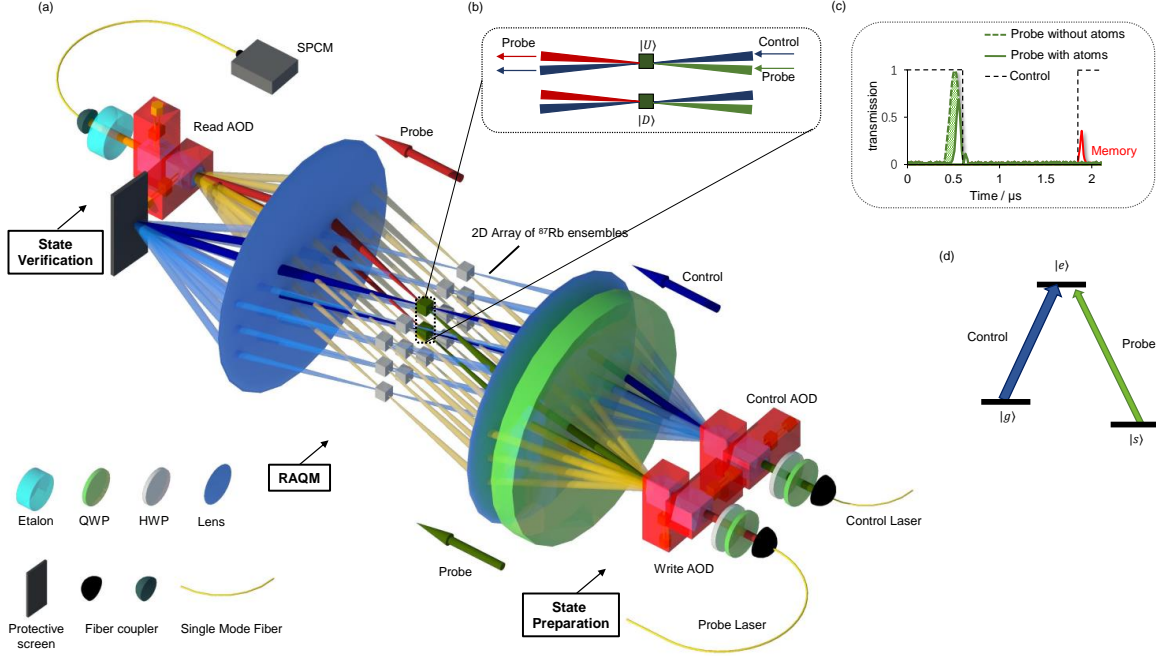 (a)
SPCM
Read AOD
Probe
State
Verification
2D Array of ⁸⁷Rb ensembles
Control
RAQM
Control AOD
Control Laser
Write AOD
Probe
State
Preparation
Probe Laser
Etalon
QWP
HWP
Lens
Protective
screen
Fiber coupler
Single Mode Fiber
(b)
Probe
|U⟩
Control
Probe
|D⟩
(c)
Probe without atoms
Probe with atoms
Control
transmission
1
0.5
0
Memory
0
0.5
1
1.5
2
Time / µs
(d)
|e⟩
Control
Probe
|g⟩
|s⟩